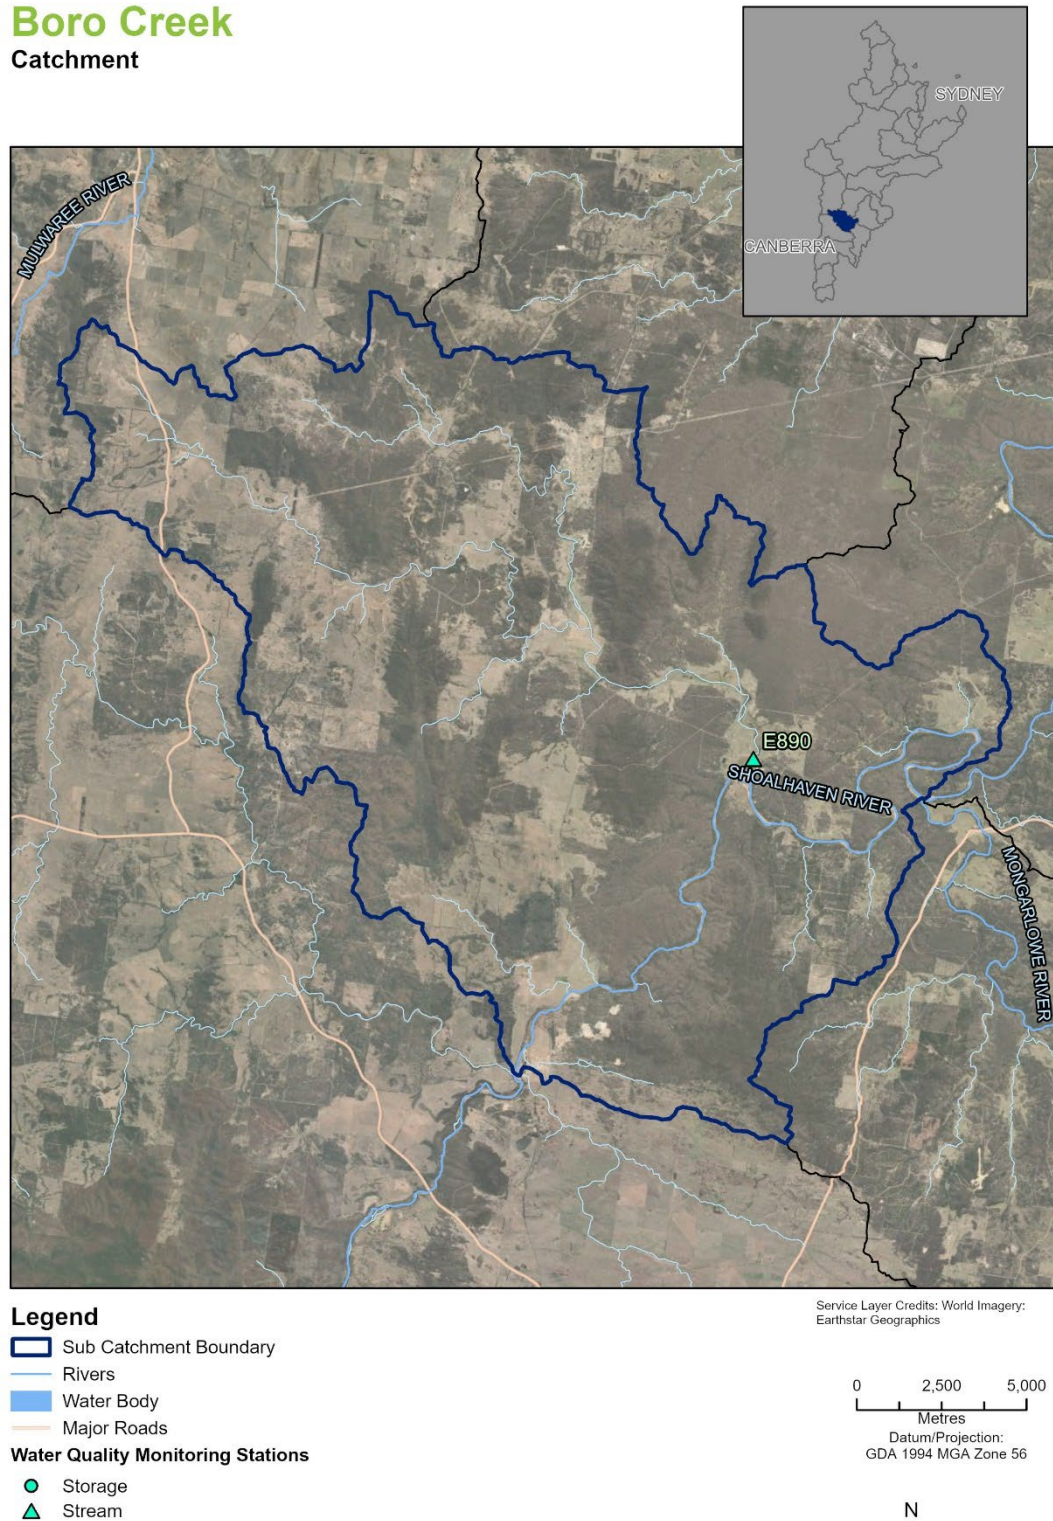 Boro Creek
Catchment
SYDNEY
CANBERRA
MULWAREE RIVER
E890
SHOALHAVEN RIVER
MONGARLOWE RIVER
Legend
Sub Catchment Boundary
Rivers
Water Body
Major Roads
Water Quality Monitoring Stations
Storage
Stream
Service Layer Credits: World Imagery:
Earthstar Geographics
0 2,500 5,000
Metres
Datum/Projection:
GDA 1994 MGA Zone 56
N